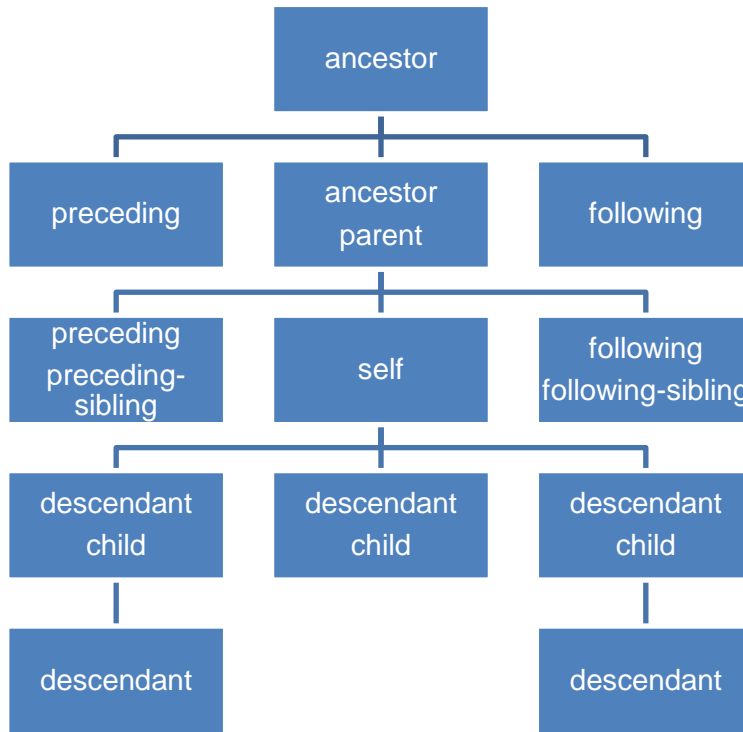 ancestor
preceding
ancestor
parent
following
preceding
preceding-
sibling
self
following
following-sibling
descendant
child
descendant
child
descendant
child
descendant
descendant